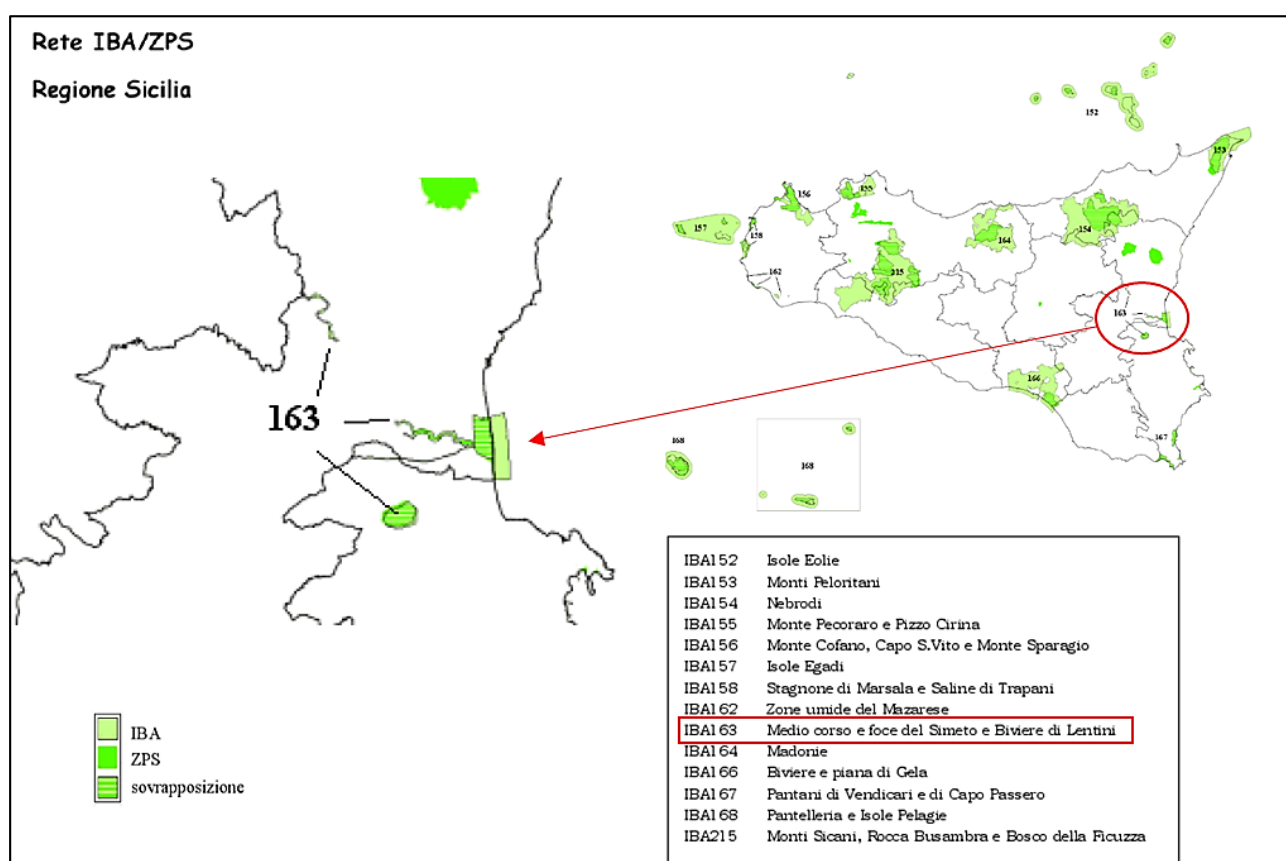 Rete IBA/ZPS
Regione Sicilia
152
153
156
155
157
158
164
154
162
215
163
166
167
168
168
163
IBA
ZPS
sovrapposizione
IBA152 Isole Eolie
IBA153 Monti Peloritani
IBA154 Nebrodi
IBA155 Monte Pecoraro e Pizzo Cirina
IBA156 Monte Cofano, Capo S.Vito e Monte Sparagio
IBA157 Isole Egadi
IBA158 Stagnone di Marsala e Saline di Trapani
IBA162 Zone umide del Mazarese
IBA163 Medio corso e foce del Simeto e Biviere di Lentini
IBA164 Madonie
IBA166 Biviere e piana di Gela
IBA167 Pantani di Vendicari e di Capo Passero
IBA168 Pantelleria e Isole Pelagie
IBA215 Monti Sicani, Rocca Busambra e Bosco della Ficuzza